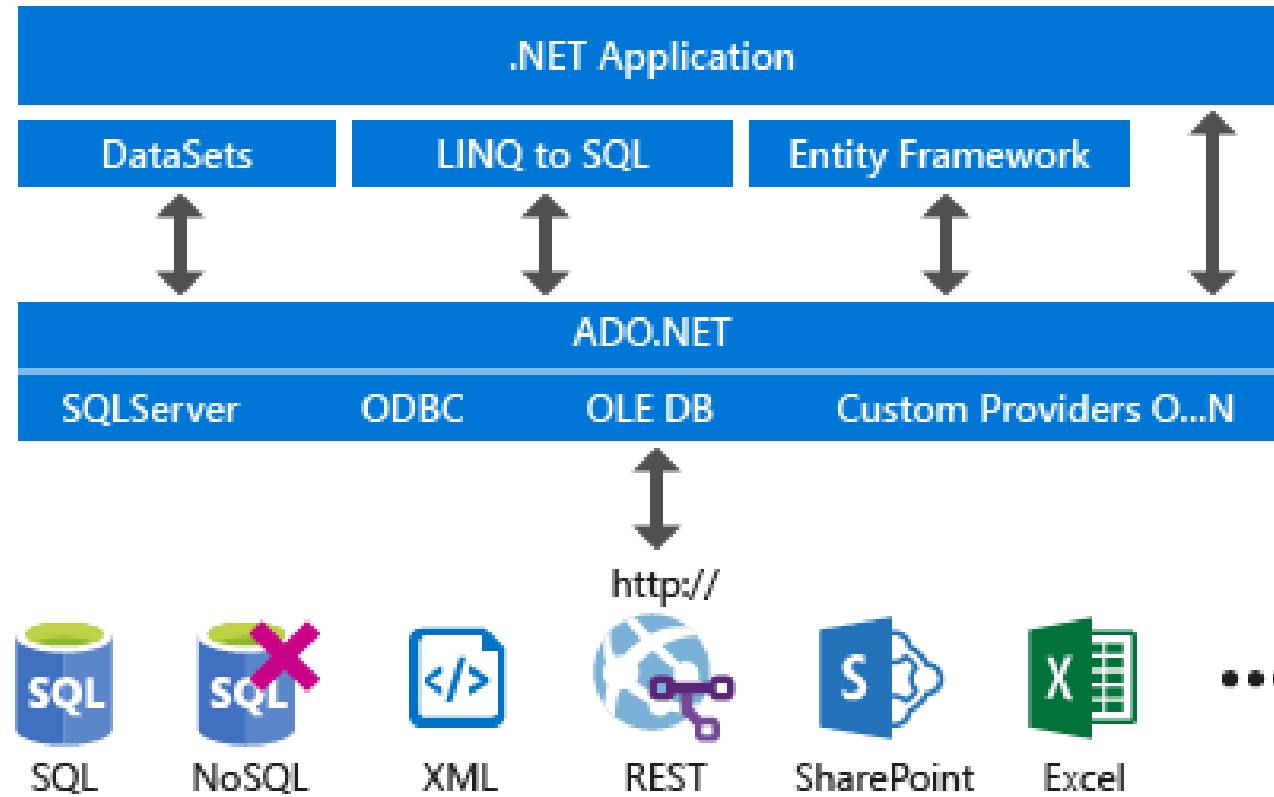 .NET Application
DataSets LINQ to SQL Entity Framework
ADO.NET
SQLServer ODBC OLE DB Custom Providers O...N
http://
SQL SQL </> S X
SQL NoSQL XML REST SharePoint Excel